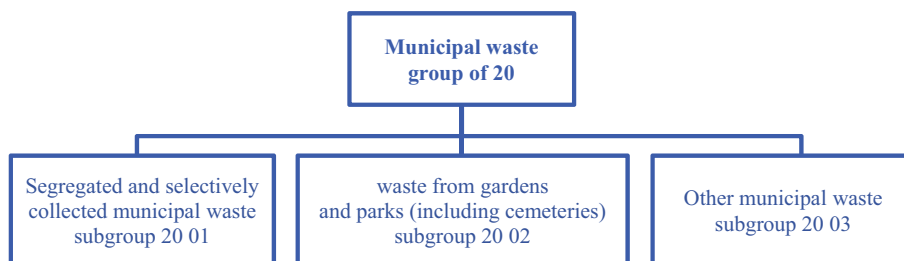 Municipal waste
group of 20
Segregated and selectively
collected municipal waste
subgroup 20 01
waste from gardens
and parks (including cemeteries)
subgroup 20 02
Other municipal waste
subgroup 20 03